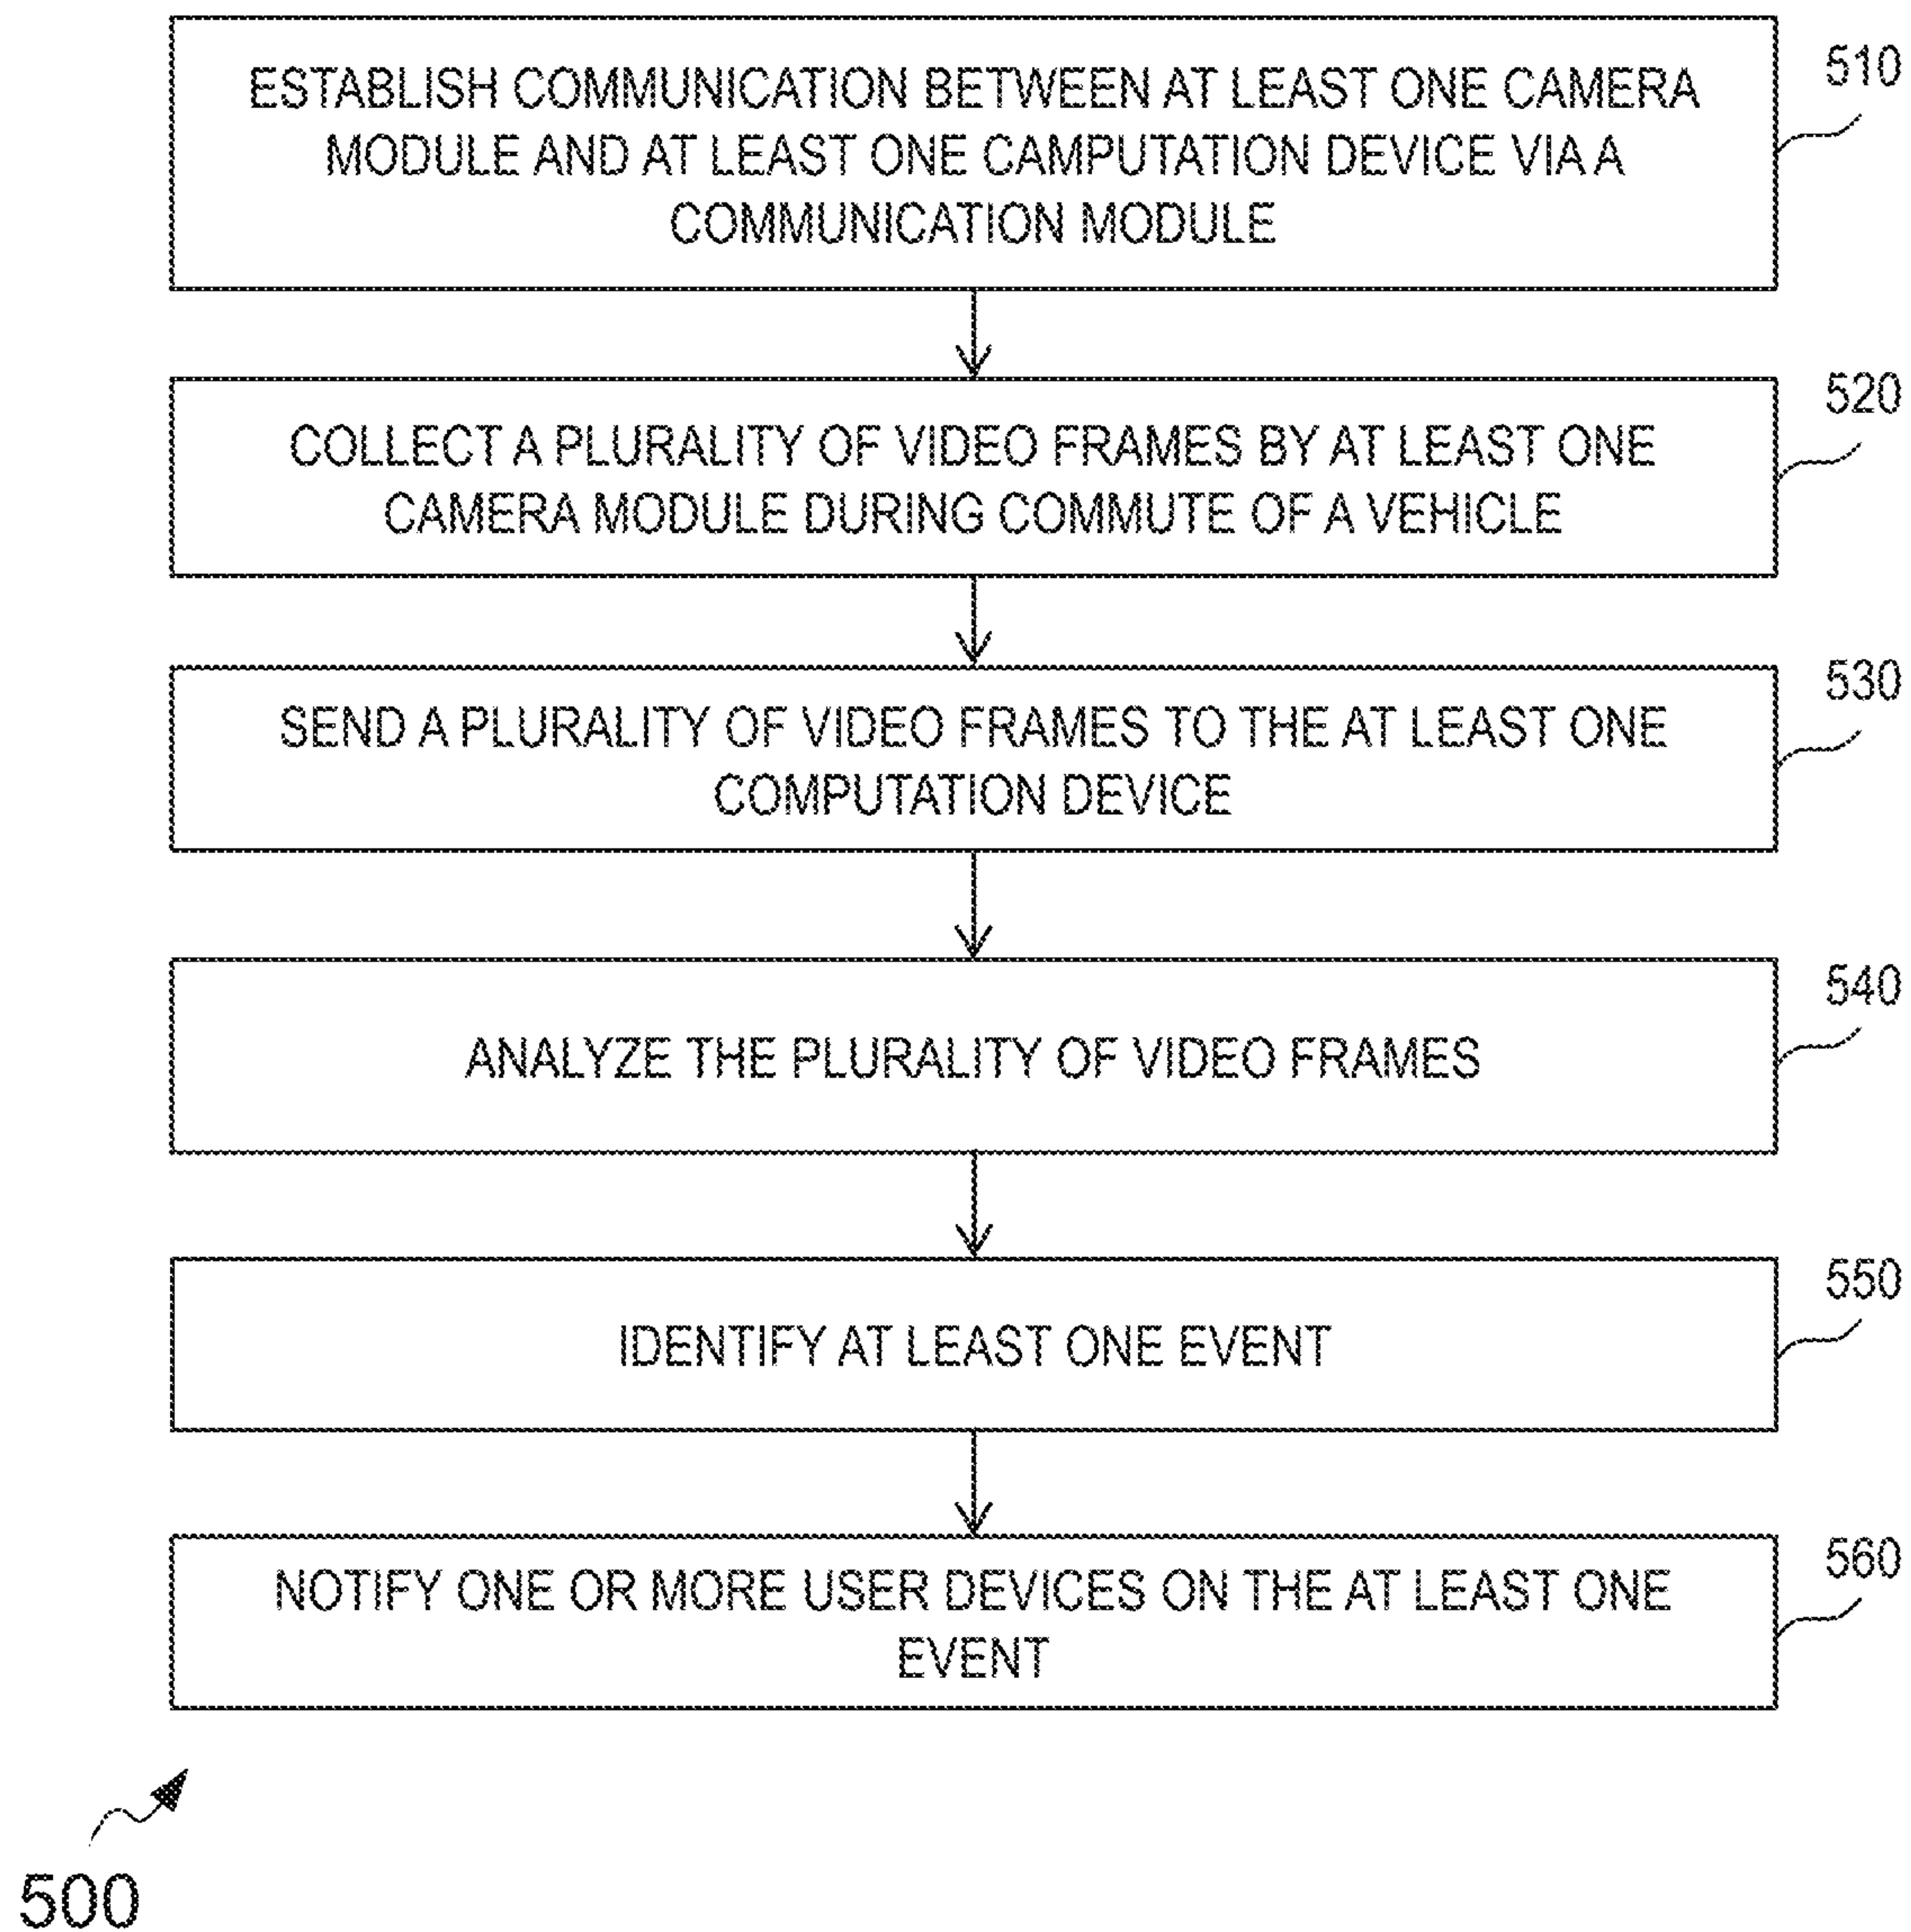 ESTABLISH COMMUNICATION BETWEEN AT LEAST ONE CAMERA
MODULE AND AT LEAST ONE CAMPUTATION DEVICE VIA A
COMMUNICATION MODULE
510
COLLECT A PLURALITY OF VIDEO FRAMES BY AT LEAST ONE
CAMERA MODULE DURING COMMUTE OF A VEHICLE
520
SEND A PLURALITY OF VIDEO FRAMES TO THE AT LEAST ONE
COMPUTATION DEVICE
530
ANALYZE THE PLURALITY OF VIDEO FRAMES
540
IDENTIFY AT LEAST ONE EVENT
550
NOTIFY ONE OR MORE USER DEVICES ON THE AT LEAST ONE
EVENT
560
500